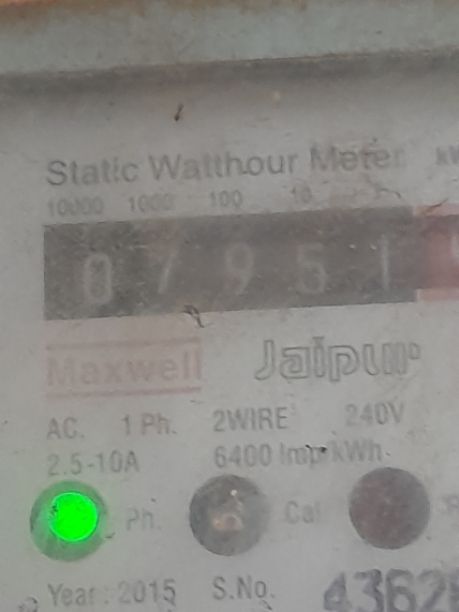 Static Watthour Meter
10000 1000 100 10
0 7 9 5 1
Maxwell Jaipur
AC. 1 Ph. 2WIRE 240V
2.5-10A 6400 Imp/kWh
Ph. Cal
Year: 2015 S.No. 4362